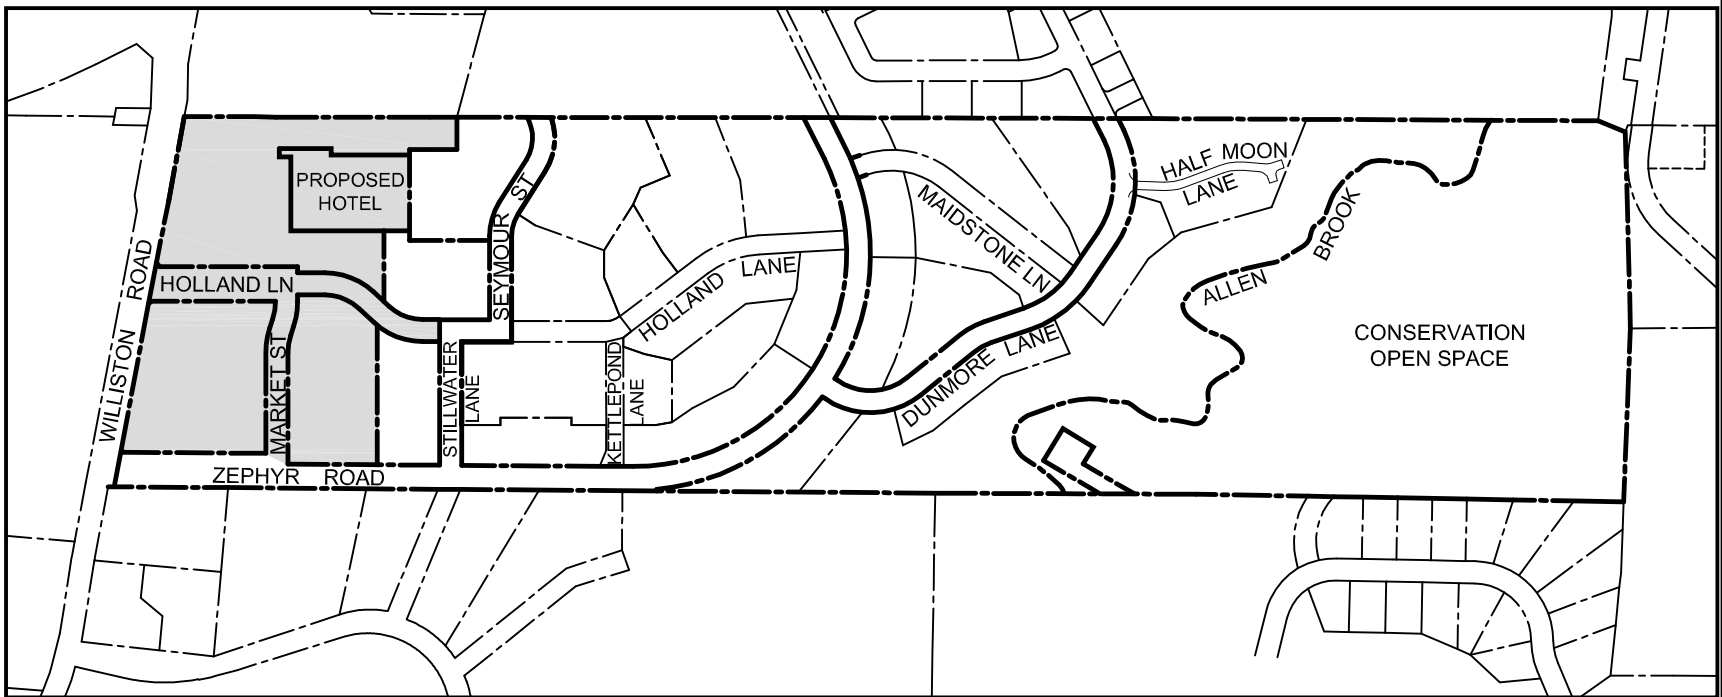 PROPOSED
HOTEL
WILLISTON ROAD
HOLLAND LN
MARKET ST
ZEPHYR ROAD
SEYMOUR ST
STILLWATER
LANE
KETTLEPOND
LANE
HOLLAND LANE
MAIDSTONE LN
DUNMORE LANE
HALF MOON
LANE
ALLEN BROOK
CONSERVATION
OPEN SPACE